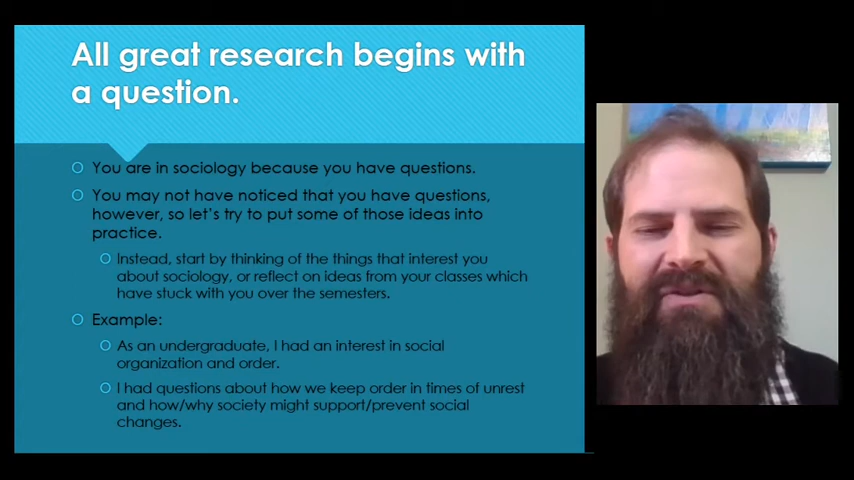 All great research begins with
a question.
You are in sociology because you have questions.
You may not have noticed that you have questions,
however, so let's try to put some of those ideas into
practice.
Instead, start by thinking of the things that interest you
about sociology, or reflect on ideas from your classes which
have stuck with you over the semesters.
Example:
As an undergraduate, I had an interest in social
organization and order.
I had questions about how we keep order in times of unrest
and how/why society might support/prevent social
changes.